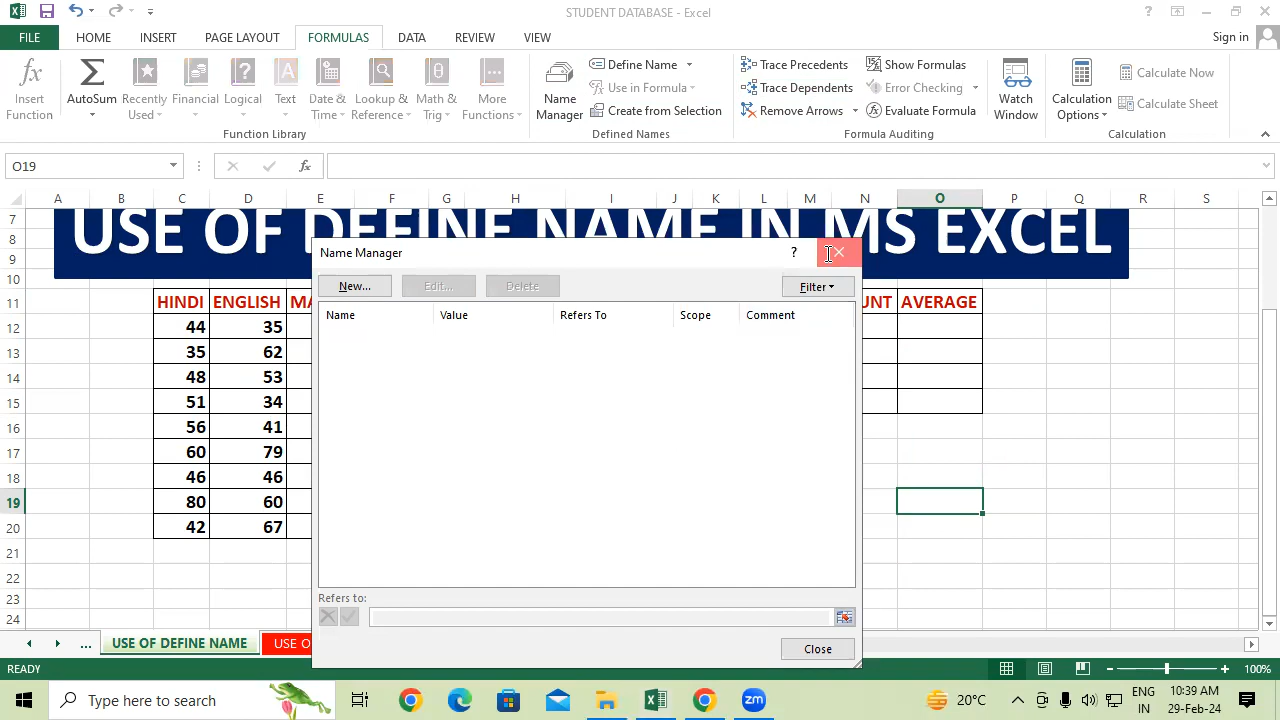 STUDENT DATABASE - Excel
FILE HOME INSERT PAGE LAYOUT FORMULAS DATA REVIEW VIEW Sign in
Insert Function
AutoSum
Recently Used
Financial
Logical
Text
Date & Time
Lookup & Reference
Math & Trig
More Functions
Function Library
Name Manager
Define Name
Use in Formula
Create from Selection
Defined Names
Trace Precedents
Trace Dependents
Remove Arrows
Show Formulas
Error Checking
Evaluate Formula
Formula Auditing
Watch Window
Calculation Options
Calculate Now
Calculate Sheet
Calculation
O19
fx
A B C D E F G H I J K L M N O P Q R S
7
8
9
10
USE OF DEFINE NAME IN MS EXCEL
Name Manager
New... Edit... Delete Filter
Name Value Refers To Scope Comment
Refers to:
Close
11 HINDI ENGLISH AVERAGE
12 44 35
13 35 62
14 48 53
15 51 34
16 56 41
17 60 79
18 46 46
19 80 60
20 42 67
21
22
23
24
... USE OF DEFINE NAME USE O
READY 100%
Type here to search
20°C
ENG
IN
10:39 AM
29-Feb-24